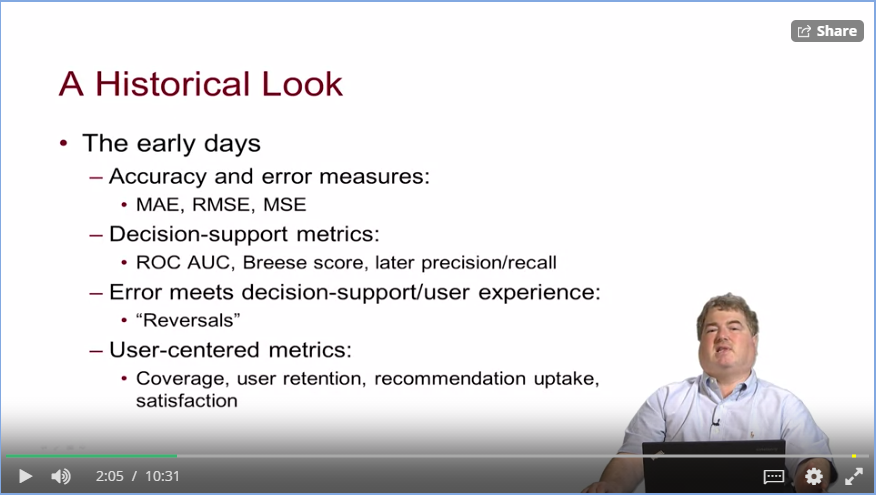 Share
A Historical Look
• The early days
– Accuracy and error measures:
• MAE, RMSE, MSE
– Decision-support metrics:
• ROC AUC, Breese score, later precision/recall
– Error meets decision-support/user experience:
• “Reversals”
– User-centered metrics:
• Coverage, user retention, recommendation uptake,
satisfaction
2:05 / 10:31